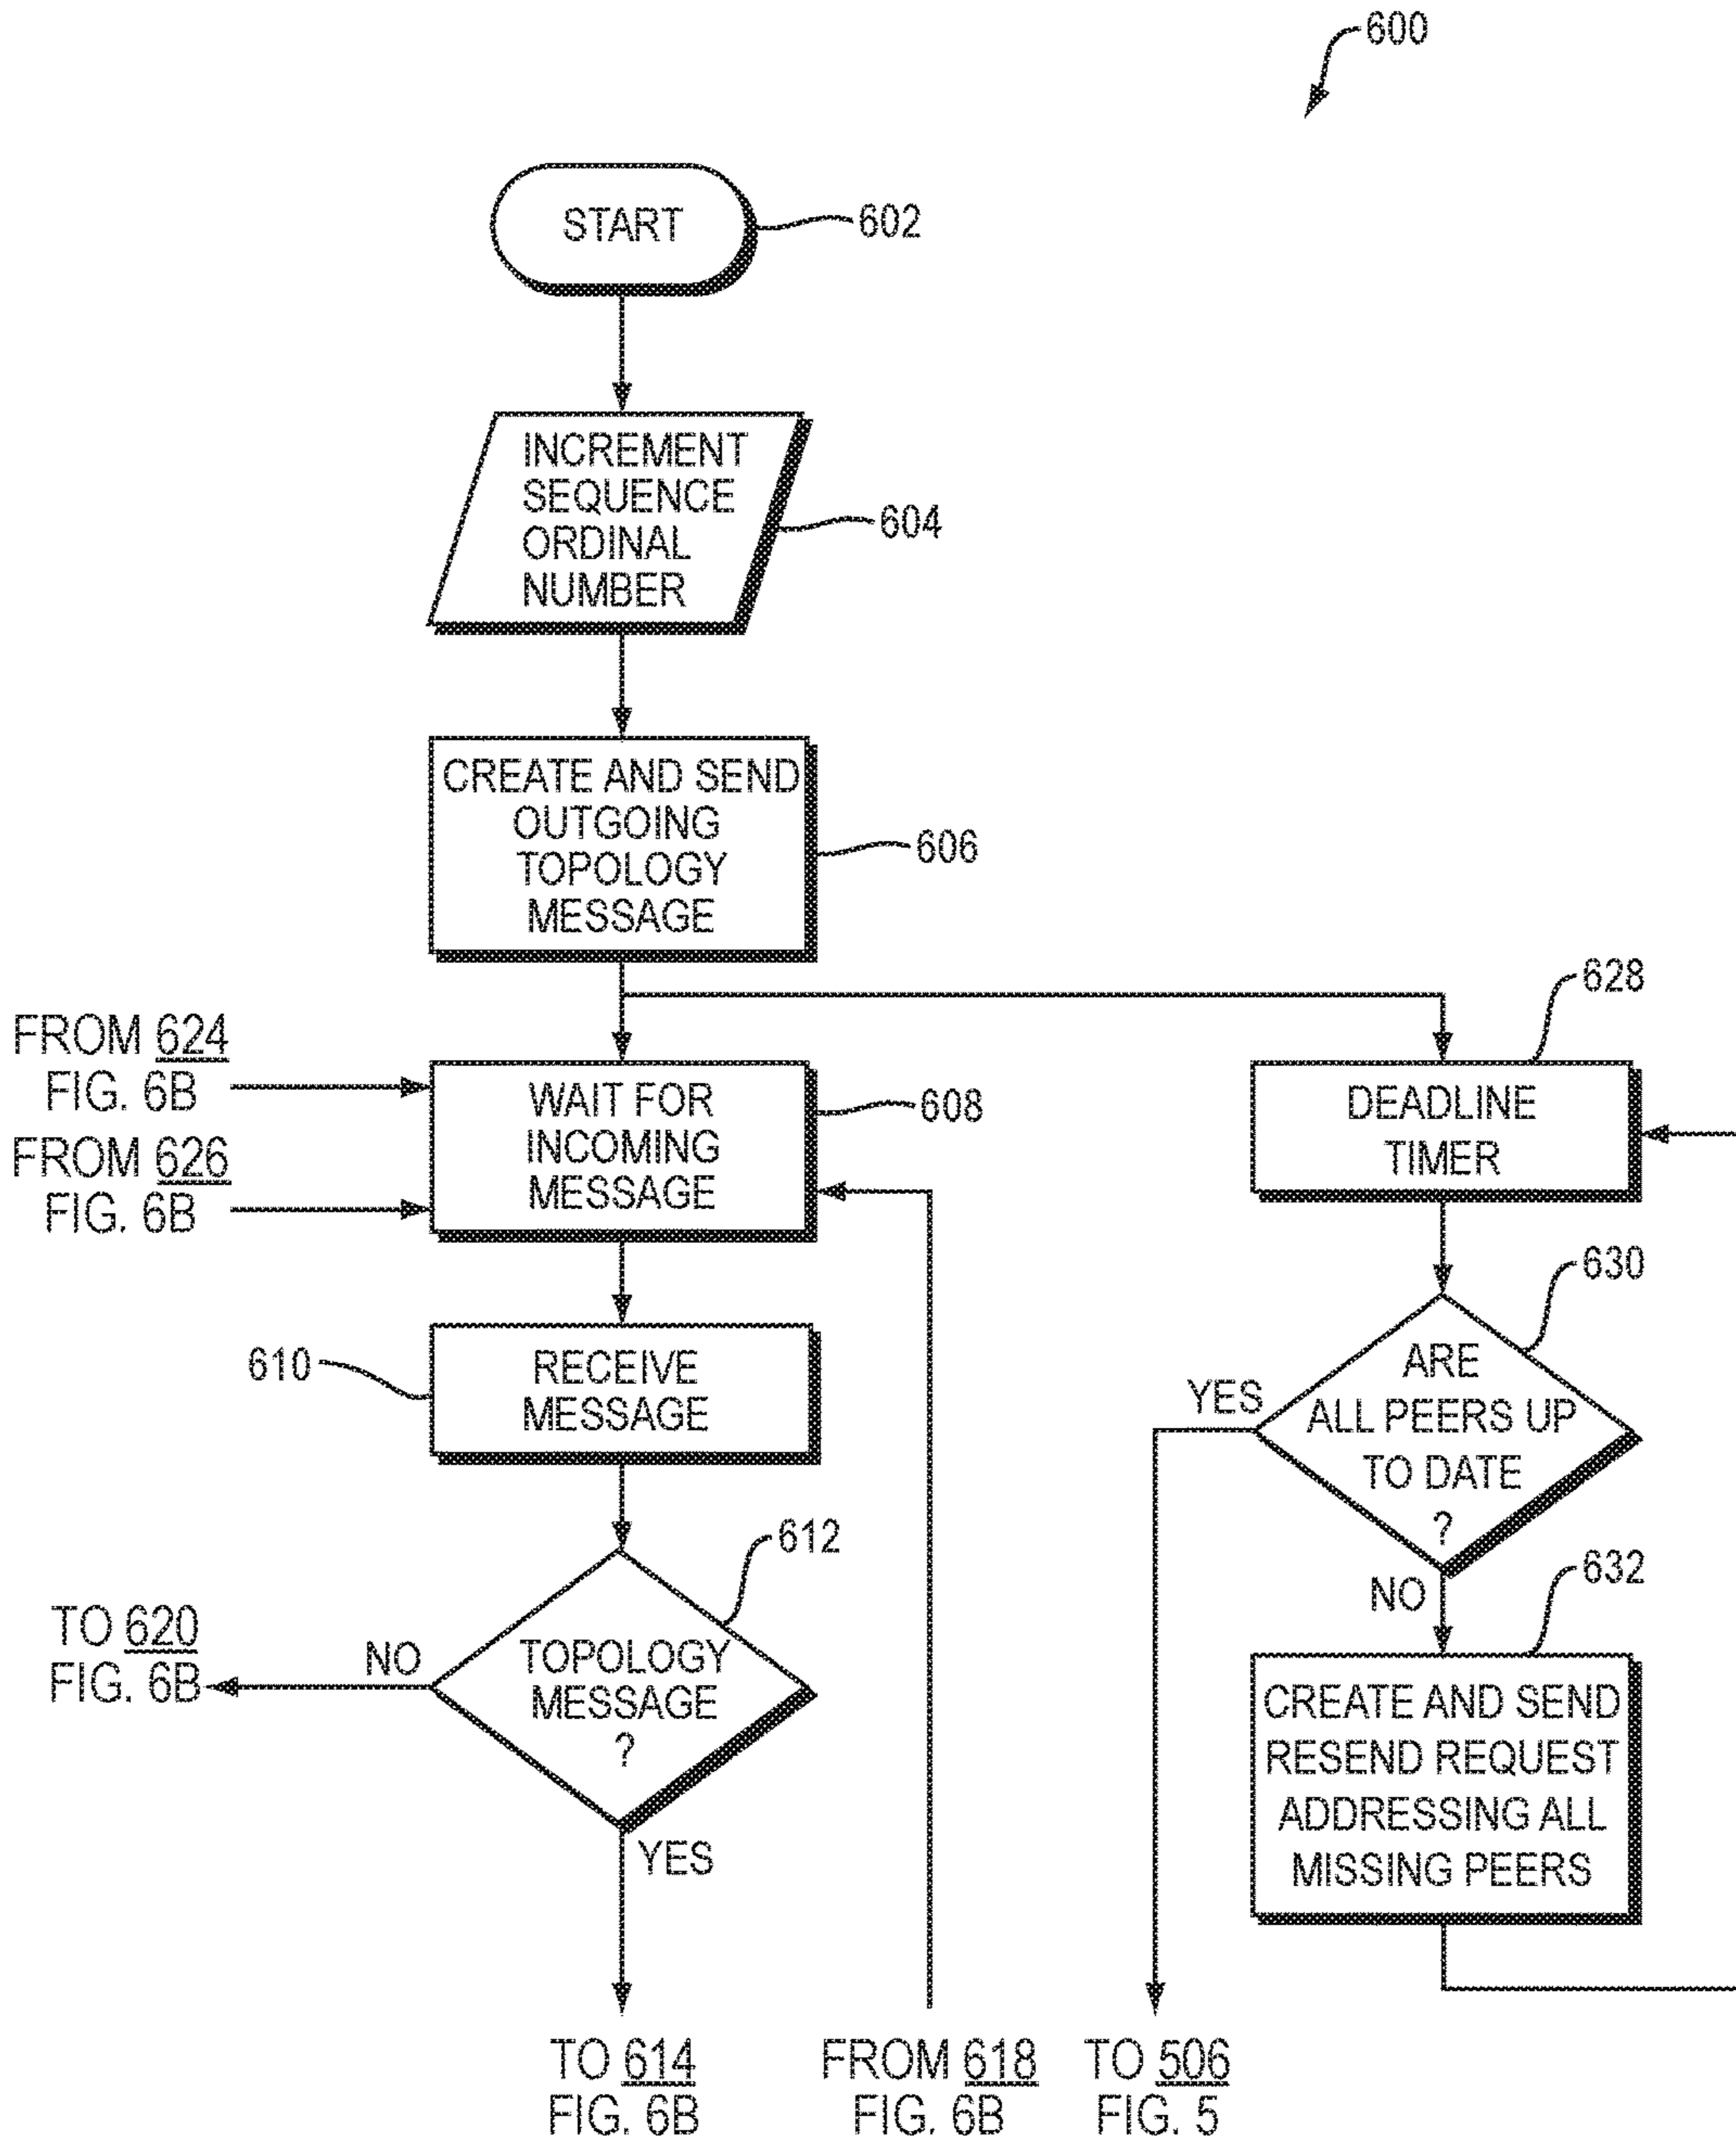 600
START
602
INCREMENT
SEQUENCE
ORDINAL
NUMBER
604
CREATE AND SEND
OUTGOING
TOPOLOGY
MESSAGE
606
FROM 624
FIG. 6B
FROM 626
FIG. 6B
WAIT FOR
INCOMING
MESSAGE
608
610
RECEIVE
MESSAGE
612
TOPOLOGY
MESSAGE
?
NO
TO 620
FIG. 6B
YES
TO 614
FIG. 6B
FROM 618
FIG. 6B
628
DEADLINE
TIMER
630
ARE
ALL PEERS UP
TO DATE
?
YES
NO
632
CREATE AND SEND
RESEND REQUEST
ADDRESSING ALL
MISSING PEERS
TO 506
FIG. 5